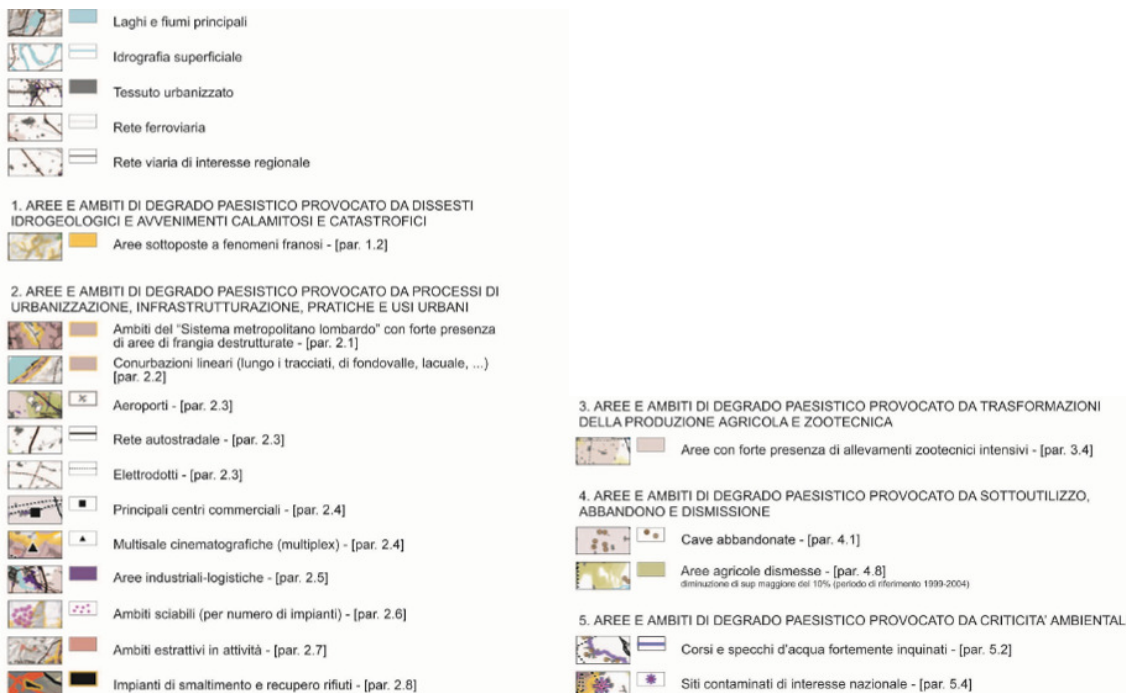 Laghi e fiumi principali
Idrografia superficiale
Tessuto urbanizzato
Rete ferroviaria
Rete viaria di interesse regionale
1. AREE E AMBITI DI DEGRADO PAESISTICO PROVOCATO DA DISSESTI
IDROGEOLOGICI E AVVENIMENTI CALAMITOSI E CATASTROFICI
Aree sottoposte a fenomeni franosi - [par. 1.2]
2. AREE E AMBITI DI DEGRADO PAESISTICO PROVOCATO DA PROCESSI DI
URBANIZZAZIONE, INFRASTRUTTURAZIONE, PRATICHE E USI URBANI
Ambiti del "Sistema metropolitano lombardo" con forte presenza
di aree di frangia destrutturate - [par. 2.1]
Conurbazioni lineari (lungo i tracciati, di fondovalle, lacuale, ...)
[par. 2.2]
Aeroporti - [par. 2.3]
Rete autostradale - [par. 2.3]
Elettrodotti - [par. 2.3]
Principali centri commerciali - [par. 2.4]
Multisale cinematografiche (multiplex) - [par. 2.4]
Aree industriali-logistiche - [par. 2.5]
Ambiti sciabili (per numero di impianti) - [par. 2.6]
Ambiti estrattivi in attività - [par. 2.7]
Impianti di smaltimento e recupero rifiuti - [par. 2.8]
3. AREE E AMBITI DI DEGRADO PAESISTICO PROVOCATO DA TRASFORMAZIONI
DELLA PRODUZIONE AGRICOLA E ZOOTECNICA
Aree con forte presenza di allevamenti zootecnici intensivi - [par. 3.4]
4. AREE E AMBITI DI DEGRADO PAESISTICO PROVOCATO DA SOTTOUTILIZZO,
ABBANDONO E DISMISSIONE
Cave abbandonate - [par. 4.1]
Aree agricole dismesse - [par. 4.8]
diminuzione di sup maggiore del 10% (periodo di riferimento 1999-2004)
5. AREE E AMBITI DI DEGRADO PAESISTICO PROVOCATO DA CRITICITA' AMBIENTAL
Corsi e specchi d'acqua fortemente inquinati - [par. 5.2]
Siti contaminati di interesse nazionale - [par. 5.4]